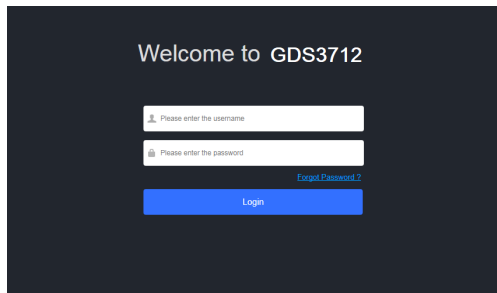 Welcome to GDS3712
Please enter the username
Please enter the password
Forgot Password ?
Login